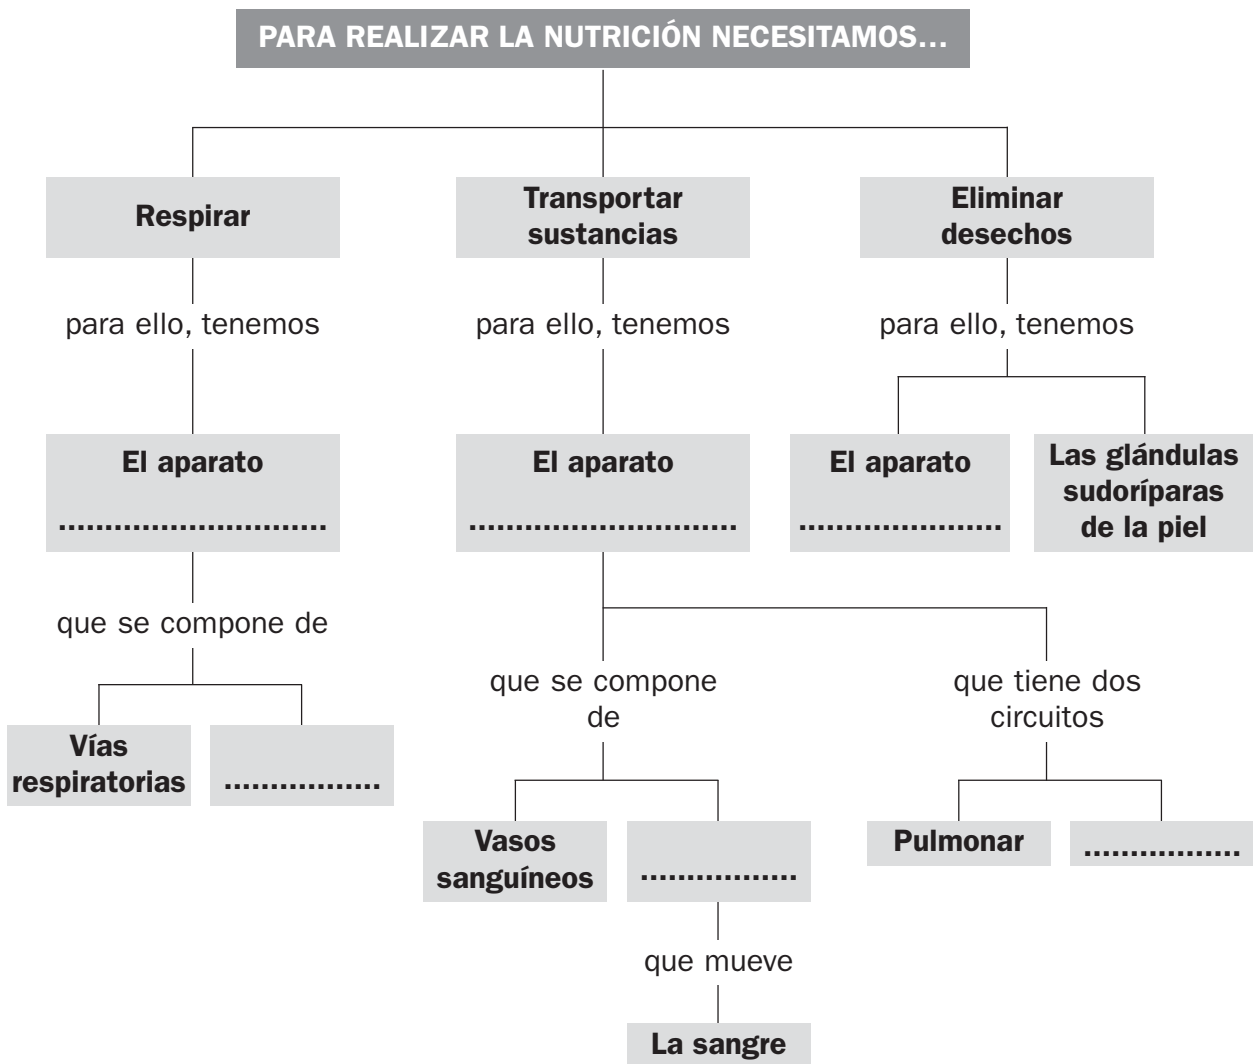 PARA REALIZAR LA NUTRICIÓN NECESITAMOS...
Respirar
Transportar
sustancias
Eliminar
desechos
para ello, tenemos
para ello, tenemos
para ello, tenemos
El aparato
.............................
El aparato
.............................
El aparato
......................
Las glándulas
sudoríparas
de la piel
que se compone de
Vías
respiratorias
.................
que se compone
de
que tiene dos
circuitos
Vasos
sanguíneos
.................
Pulmonar
.................
que mueve
La sangre